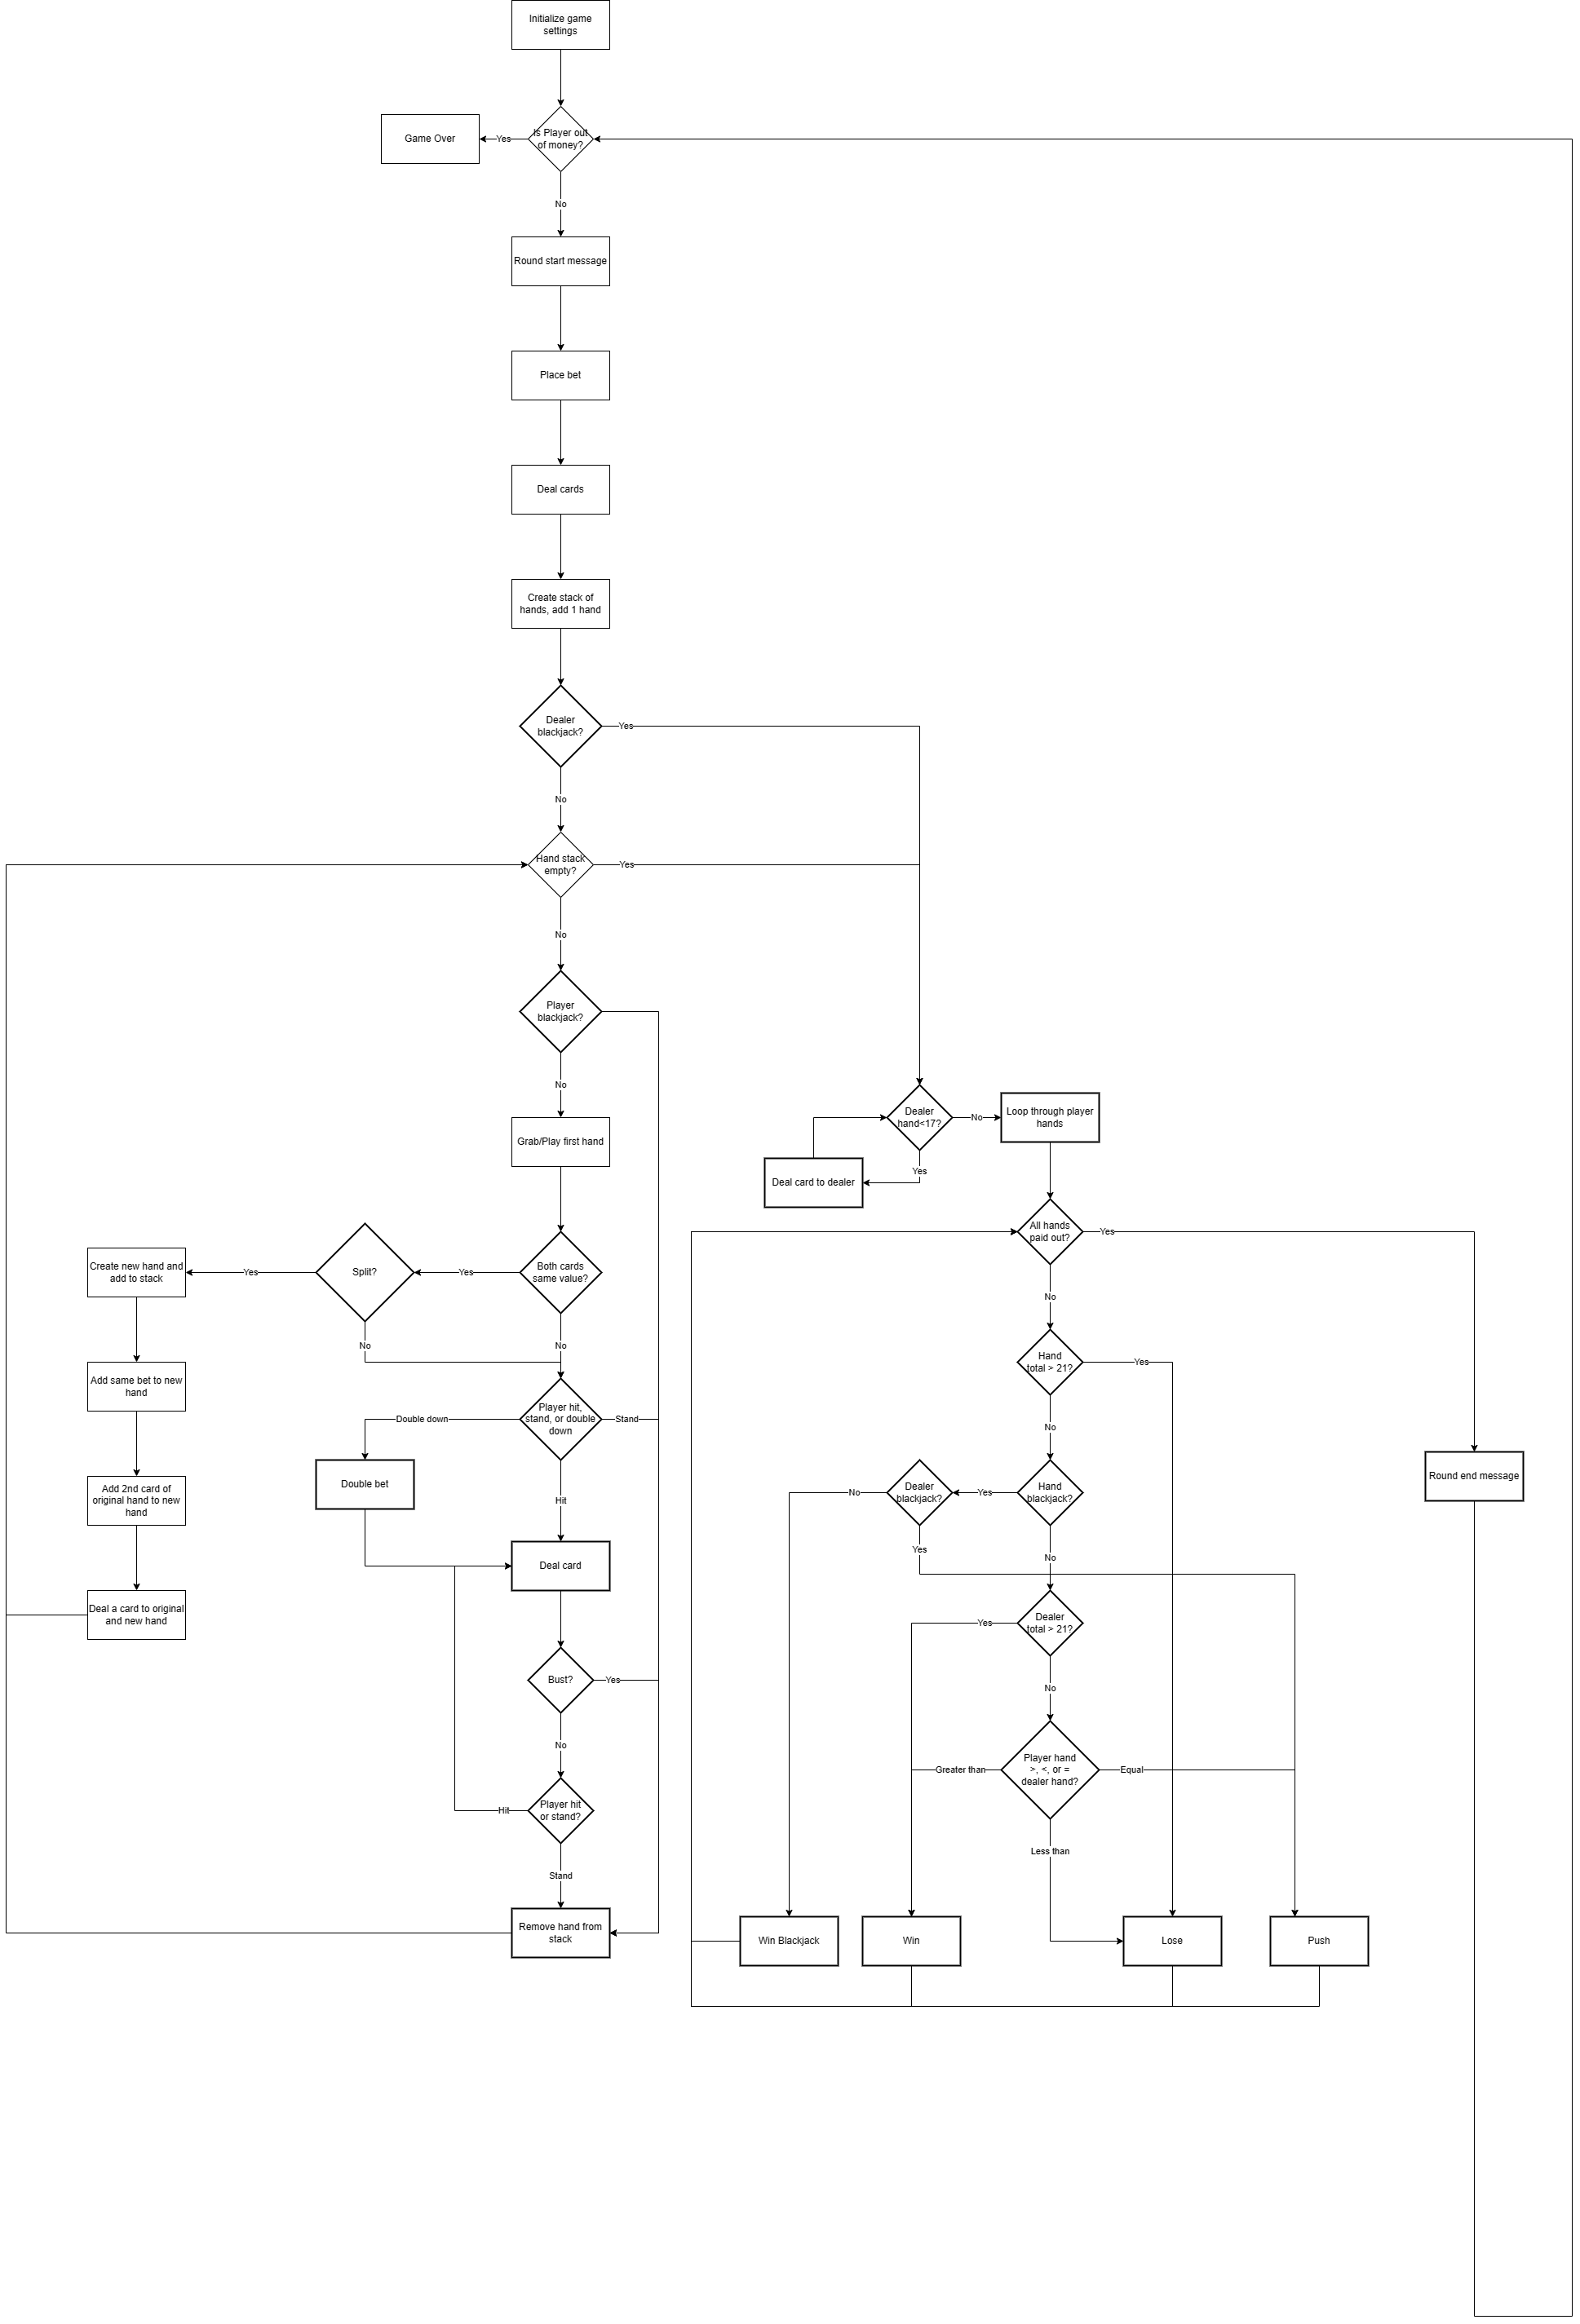 Initialize game
settings
Game Over
Yes
Is Player out
of money?
No
Round start message
Place bet
Deal cards
Create stack of
hands, add 1 hand
Dealer
blackjack?
Yes
No
Hand stack
empty?
Yes
No
Player
blackjack?
No
Grab/Play first hand
Dealer
hand<17?
No
Loop through player
hands
Yes
Deal card to dealer
All hands
paid out?
Yes
No
Create new hand and
add to stack
Yes
Split?
Yes
Both cards
same value?
No
No
Add same bet to new
hand
Double down
Player hit,
stand, or double
down
Stand
Hand
total > 21?
Yes
No
Double bet
Hit
Add 2nd card of
original hand to new
hand
Deal card
Deal a card to original
and new hand
Bust?
Yes
No
Hit
Player hit
or stand?
Stand
Remove hand from
stack
No
Dealer
blackjack?
Yes
Hand
blackjack?
Round end message
Yes
No
Yes
Dealer
total > 21?
No
Greater than
Player hand
>, <, or =
dealer hand?
Equal
Less than
Win Blackjack
Win
Lose
Push